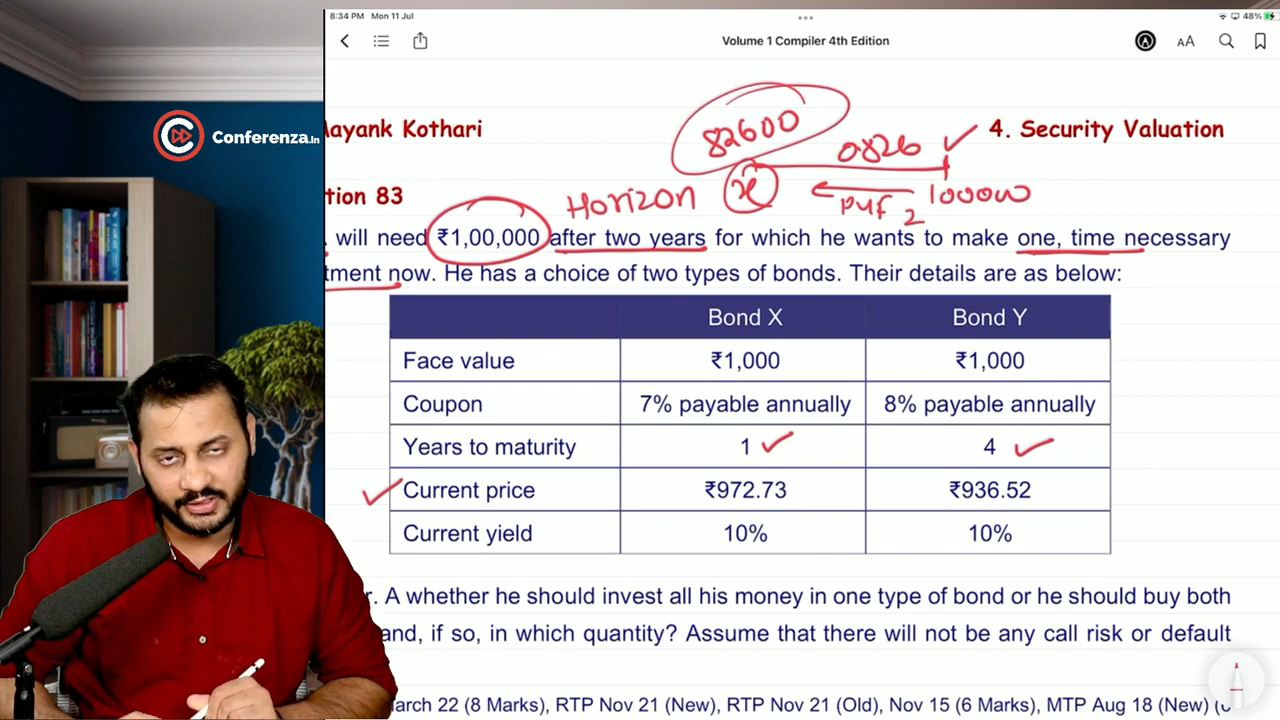 8:34 PM Mon 11 Jul
48%
Volume 1 Compiler 4th Edition
AA
Conferenza.in
ayank Kothari
4. Security Valuation
82600
0.826
x
100000
PVF 2
Horizon
tion 83
will need ₹1,00,000 after two years for which he wants to make one, time necessary
tment now. He has a choice of two types of bonds. Their details are as below:
Bond X Bond Y
Face value ₹1,000 ₹1,000
Coupon 7% payable annually 8% payable annually
Years to maturity 1 4
Current price ₹972.73 ₹936.52
Current yield 10% 10%
r. A whether he should invest all his money in one type of bond or he should buy both
and, if so, in which quantity? Assume that there will not be any call risk or default
arch 22 (8 Marks), RTP Nov 21 (New), RTP Nov 21 (Old), Nov 15 (6 Marks), MTP Aug 18 (New) (